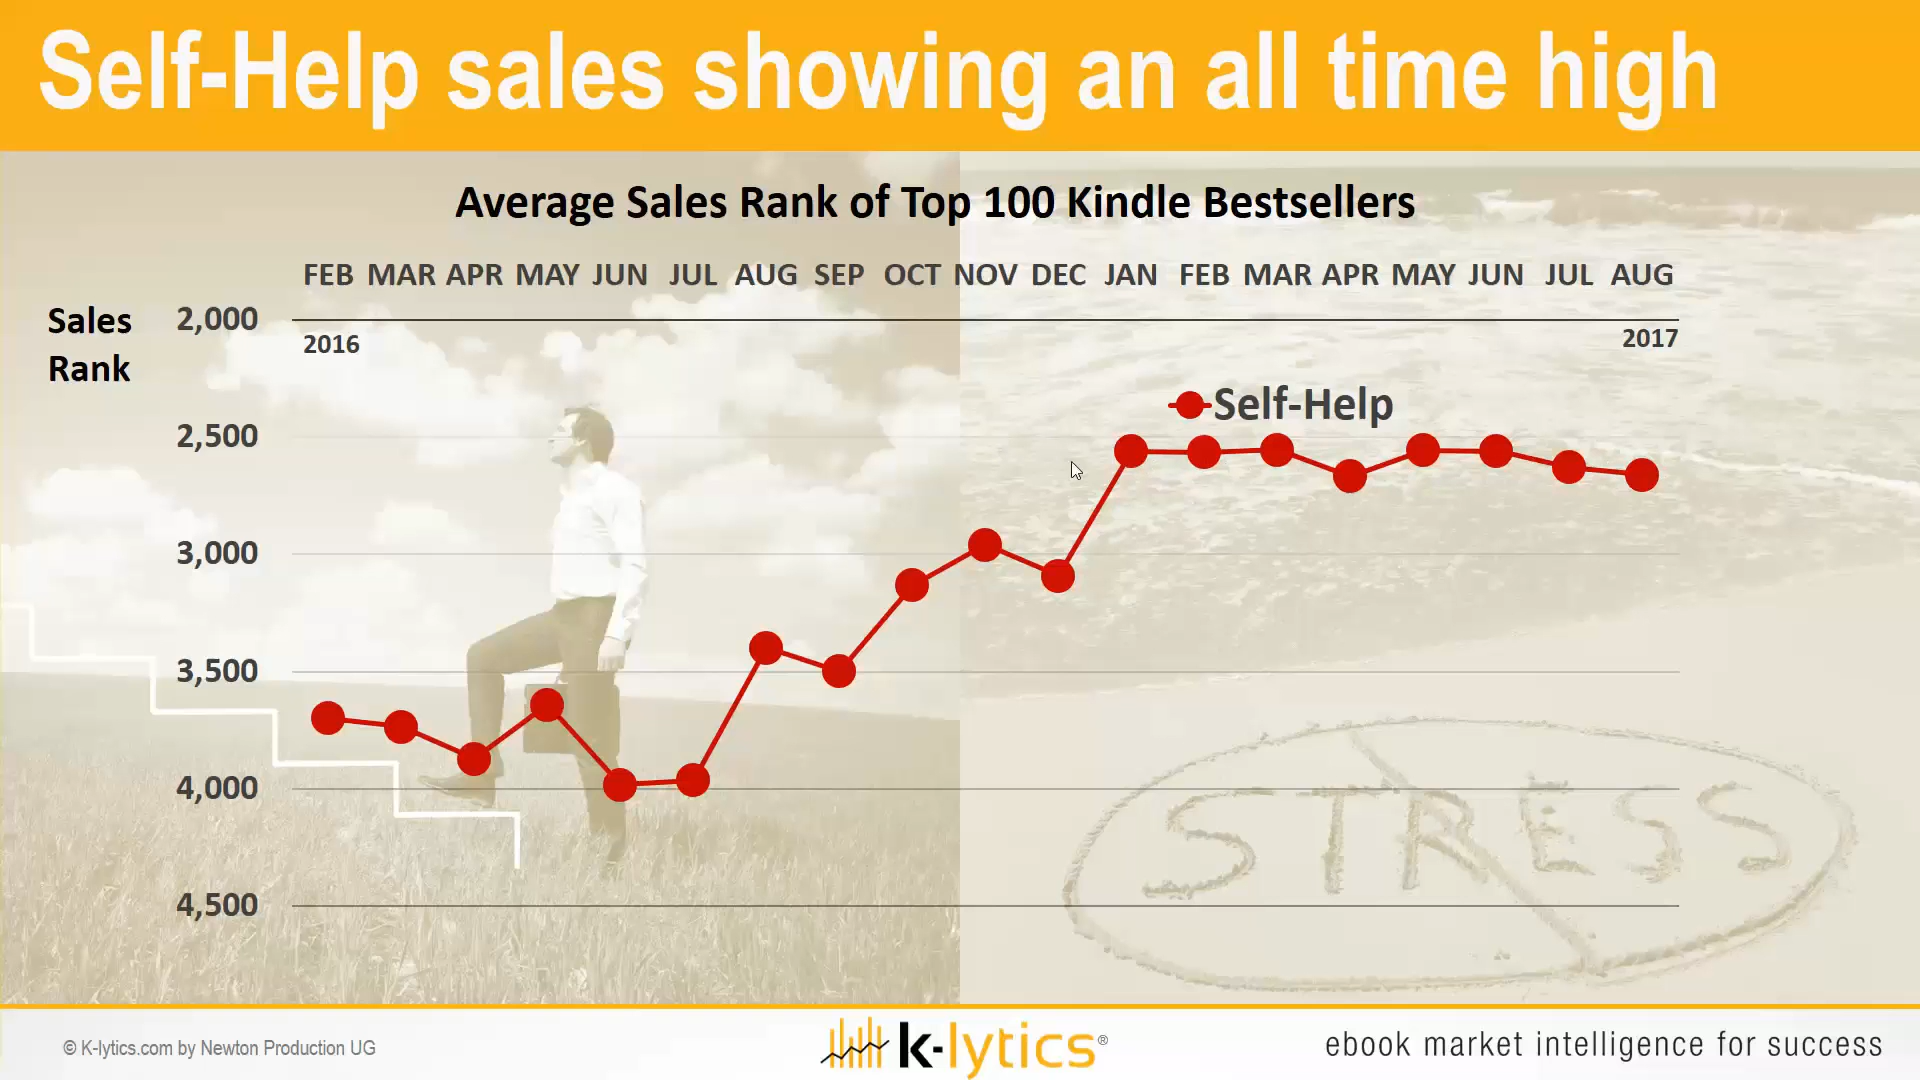 Self-Help sales showing an all time high
Average Sales Rank of Top 100 Kindle Bestsellers
FEB MAR APR MAY JUN JUL AUG SEP OCT NOV DEC JAN FEB MAR APR MAY JUN JUL AUG
Sales
Rank
2,000
2016
2017
Self-Help
2,500
3,000
3,500
4,000
4,500
STRESS
© K-lytics.com by Newton Production UG
k-lytics®
ebook market intelligence for success